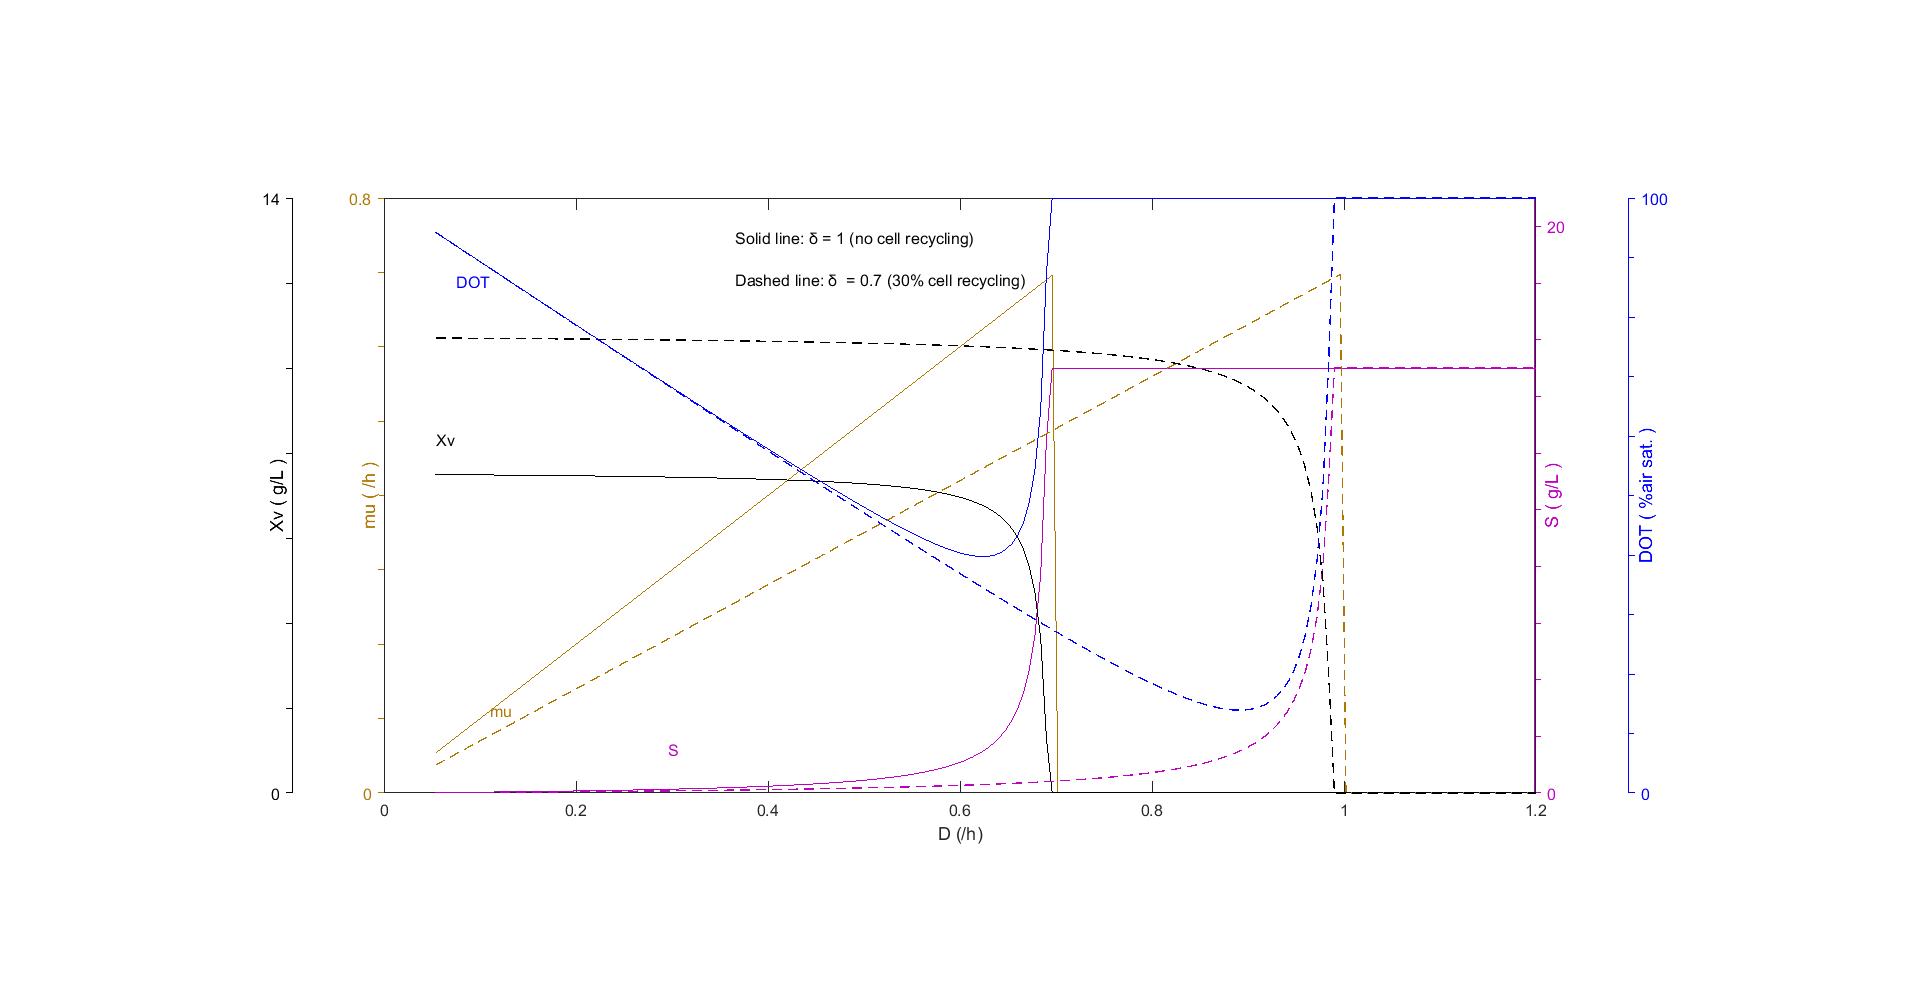 14
0.8
100
20
Solid line: δ = 1 (no cell recycling)
Dashed line: δ = 0.7 (30% cell recycling)
DOT
Xv
mu
S
Xv ( g/L )
mu ( /h )
S ( g/L )
DOT ( %air sat. )
0
0
0
0
0 0.2 0.4 0.6 0.8 1 1.2
D (/h)